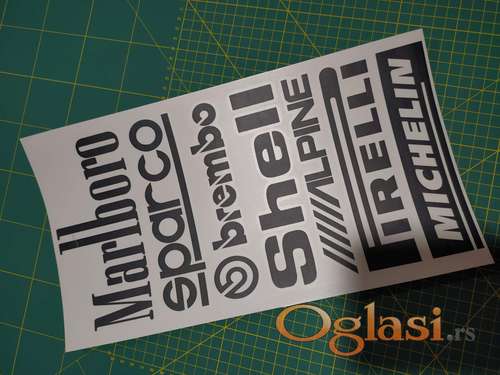 Marlboro
sparco
brembo
Shell
ALPINE
PIRELLI
MICHELIN
Oglasi.rs